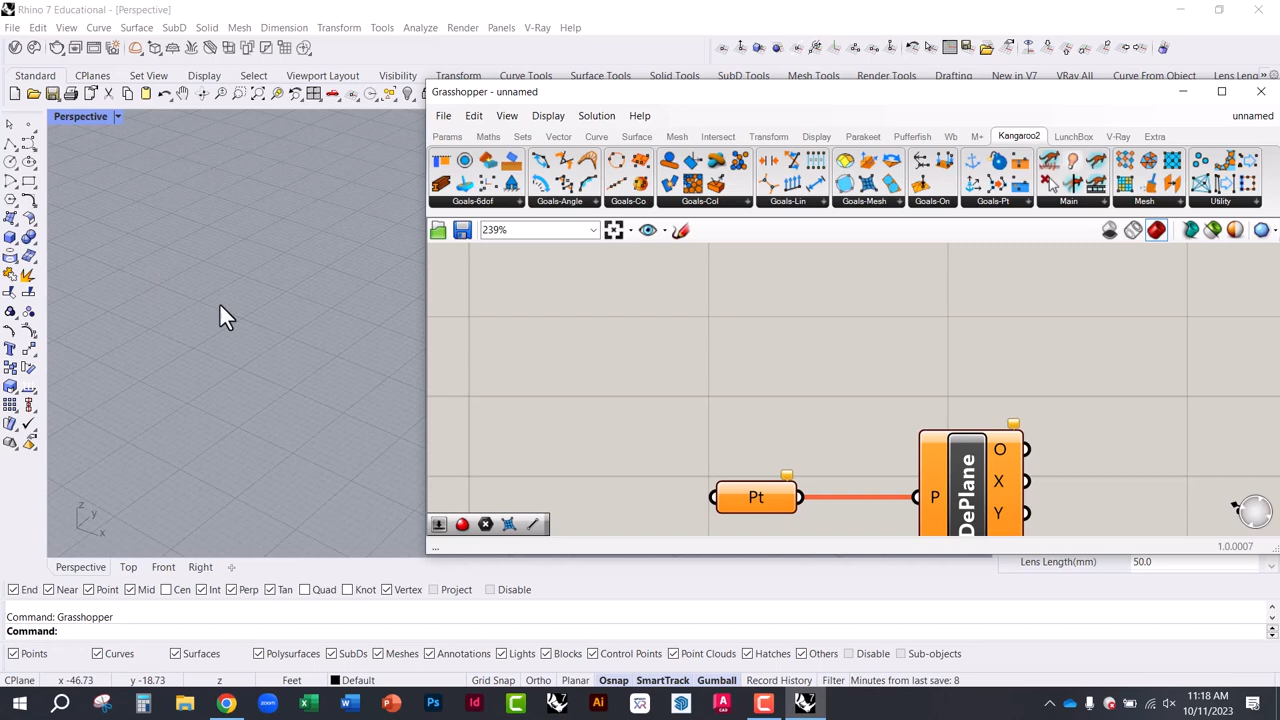 Rhino 7 Educational - [Perspective]
File Edit View Curve Surface SubD Solid Mesh Dimension Transform Tools Analyze Render Panels V-Ray Help
Standard CPlanes Set View Display Select Viewport Layout Visibility Transform Curve Tools Surface Tools Solid Tools SubD Tools Mesh Tools Render Tools Drafting New in V7 VRay All Curve From Object Lens Leng
Perspective
Grasshopper - unnamed
File Edit View Display Solution Help unnamed
Params Maths Sets Vector Curve Surface Mesh Intersect Transform Display Parakeet Pufferfish Wb M+ Kangaroo2 LunchBox V-Ray Extra
Goals-6dof Goals-Angle Goals-Co Goals-Col Goals-Lin Goals-Mesh Goals-On Goals-Pt Main Mesh Utility
239%
Pt
P
DePlane
O
X
Y
z
y
x
...
1.0.0007
Perspective Top Front Right
Lens Length(mm) 50.0
End Near Point Mid Cen Int Perp Tan Quad Knot Vertex Project Disable
Command: Grasshopper
Command:
Points Curves Surfaces Polysurfaces SubDs Meshes Annotations Lights Blocks Control Points Point Clouds Hatches Others Disable Sub-objects
CPlane x -46.73 y -18.73 z Feet Default Grid Snap Ortho Planar Osnap SmartTrack Gumball Record History Filter Minutes from last save: 8
11:18 AM
10/11/2023